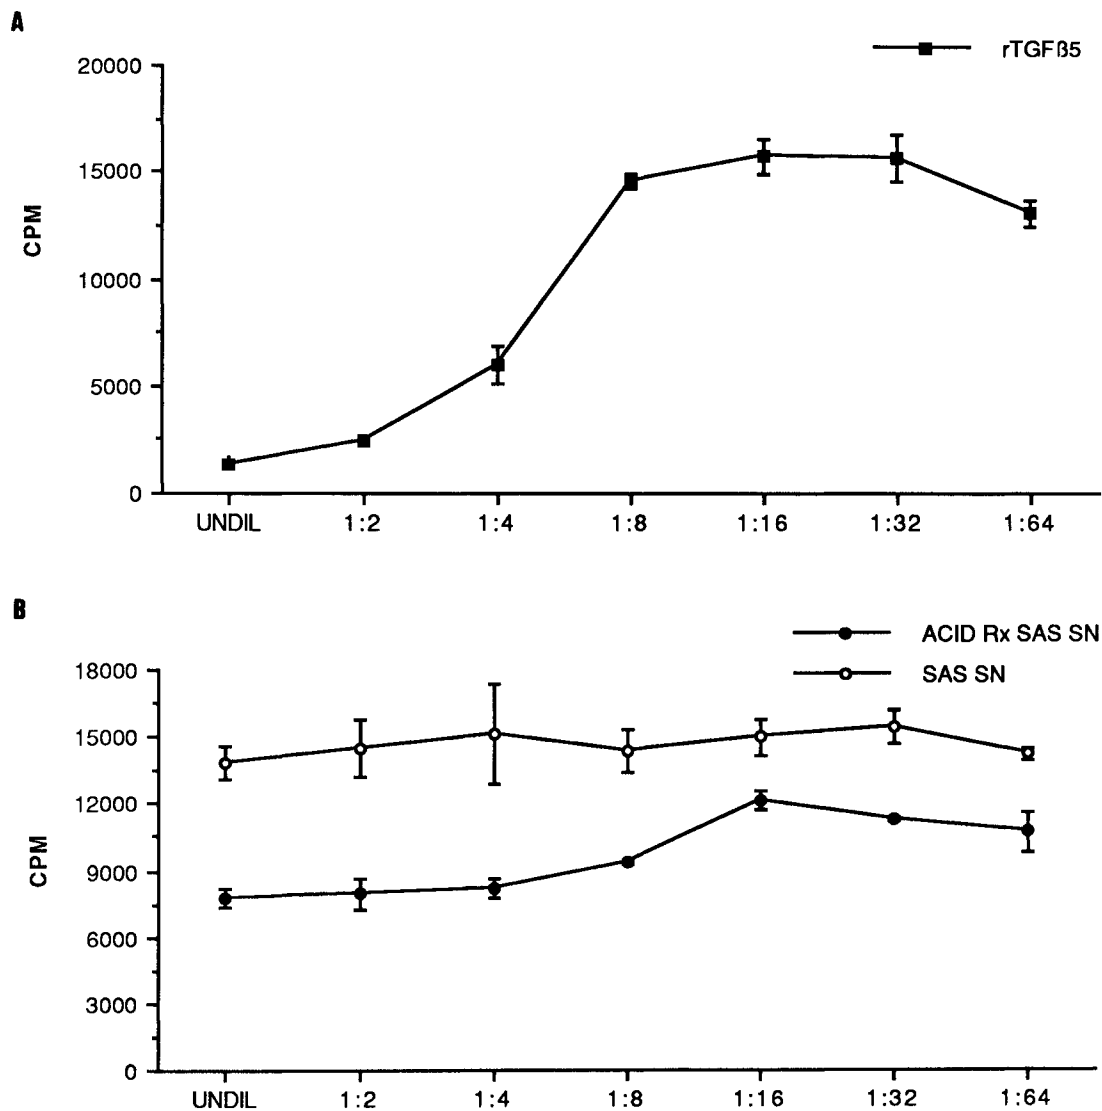 A
rTGFß5
20000
15000
10000
5000
0
CPM
UNDIL 1:2 1:4 1:8 1:16 1:32 1:64
B
ACID Rx SAS SN
SAS SN
18000
15000
12000
9000
6000
3000
0
CPM
UNDIL 1:2 1:4 1:8 1:16 1:32 1:64